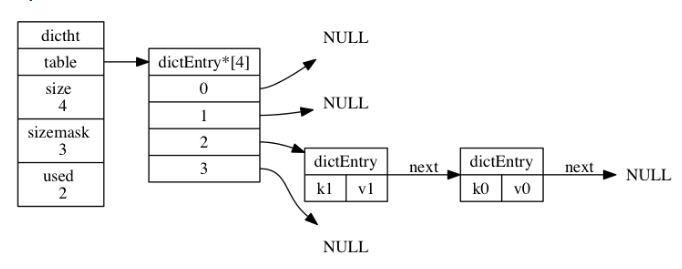 dictht
table
size
4
sizemask
3
used
2
dictEntry*[4]
0
1
2
3
NULL
NULL
dictEntry
k1 v1
next
dictEntry
k0 v0
next
NULL
NULL